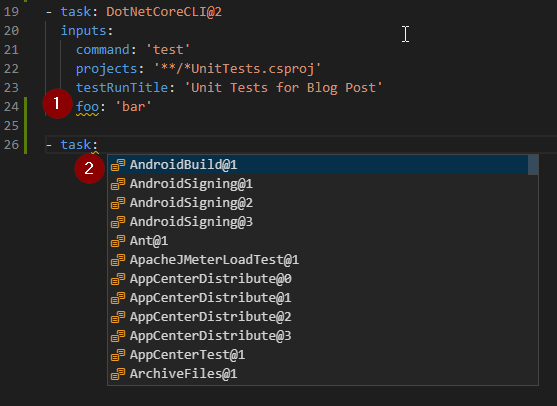 19 - task: DotNetCoreCLI@2
20 inputs:
21 command: 'test'
22 projects: '**/*UnitTests.csproj'
23 testRunTitle: 'Unit Tests for Blog Post'
24 1 foo: 'bar'
25
26 - task:
2 AndroidBuild@1
AndroidSigning@1
AndroidSigning@2
AndroidSigning@3
Ant@1
ApacheJMeterLoadTest@1
AppCenterDistribute@0
AppCenterDistribute@1
AppCenterDistribute@2
AppCenterDistribute@3
AppCenterTest@1
ArchiveFiles@1